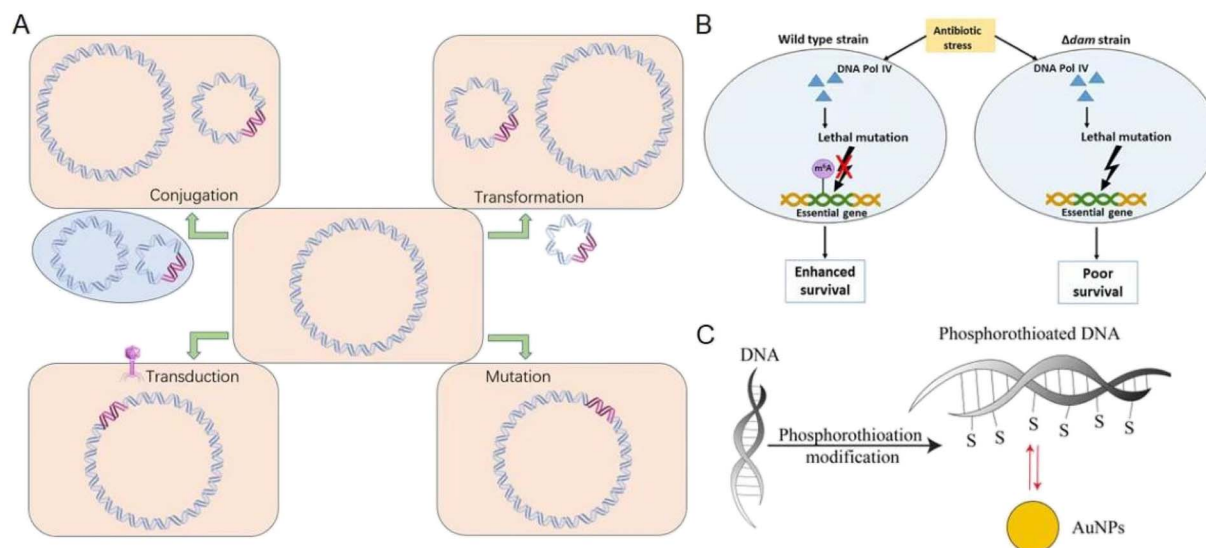 A
Conjugation
Transformation
Transduction
Mutation
B
Wild type strain
Antibiotic
stress
Δdam strain
DNA Pol IV
DNA Pol IV
Lethal mutation
Lethal mutation
m⁶A
Essential gene
Essential gene
Enhanced
survival
Poor
survival
C
DNA
Phosphorothioated DNA
Phosphorothioation
modification
S
S
S
S
S
S
AuNPs